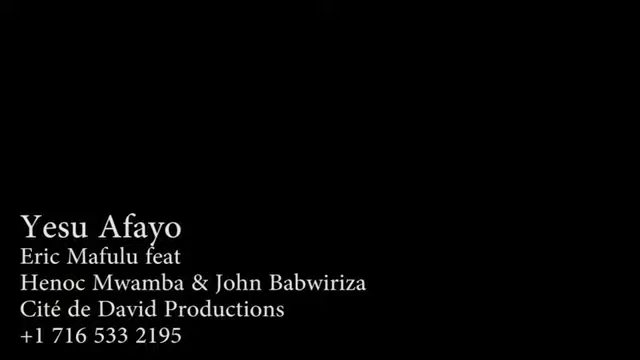 Yesu Afayo
Eric Mafulu feat
Henoc Mwamba & John Babwiriza
Cité de David Productions
+1 716 533 2195